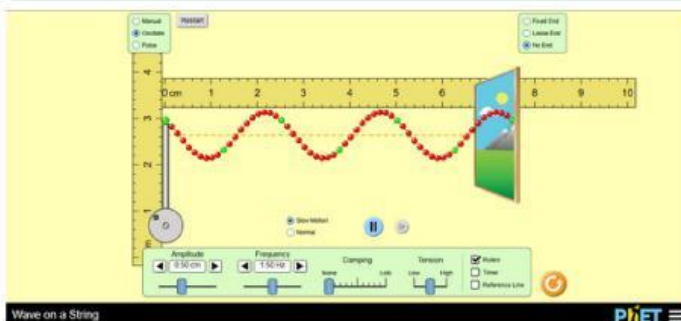 Manual
Restart
Fixed End
Oscillate
Loose End
Pulse
No End
4
0 cm 1 2 3 4 5 6 7 8 9 10
3
2
1
Slow Motion
Normal
Amplitude
Frequency
Damping
Tension
Rulers
0.50 cm
1.50 Hz
None
Lots
Low
High
Timer
Reference Line
Wave on a String
PhET